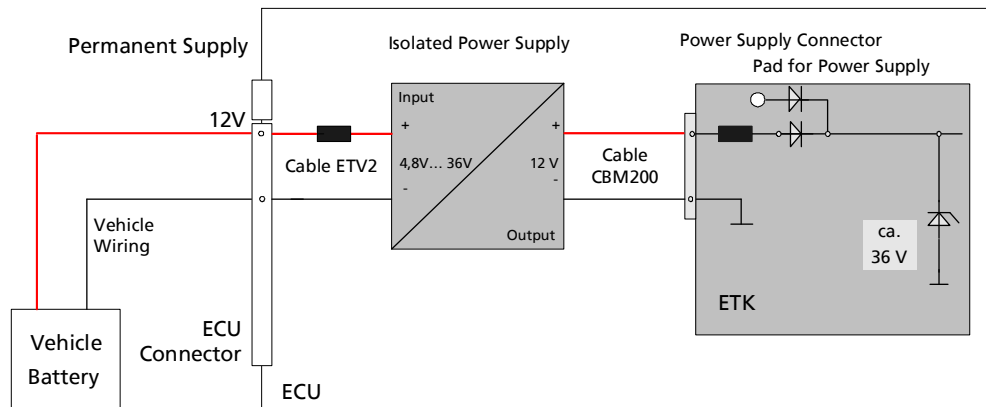 Permanent Supply
Isolated Power Supply
Power Supply Connector
Pad for Power Supply
Input
12V
+
+
Cable ETV2
4,8V... 36V
12 V
Cable
CBM200
-
-
Vehicle
Wiring
Output
ca.
36 V
ETK
ECU
Connector
Vehicle
Battery
ECU